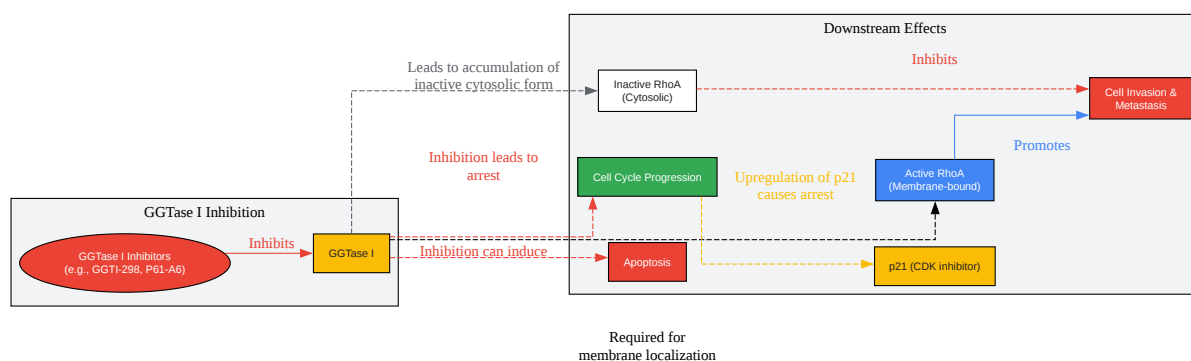 Downstream Effects
Leads to accumulation of
inactive cytosolic form
Inactive RhoA
(Cytosolic)
Inhibits
Cell Invasion &
Metastasis
Inhibition leads to
arrest
Cell Cycle Progression
Upregulation of p21
causes arrest
Active RhoA
(Membrane-bound)
Promotes
GGTase I Inhibition
GGTase I Inhibitors
(e.g., GGTI-298, P61-A6)
Inhibits
GGTase I
Inhibition can induce
Apoptosis
p21 (CDK inhibitor)
Required for
membrane localization